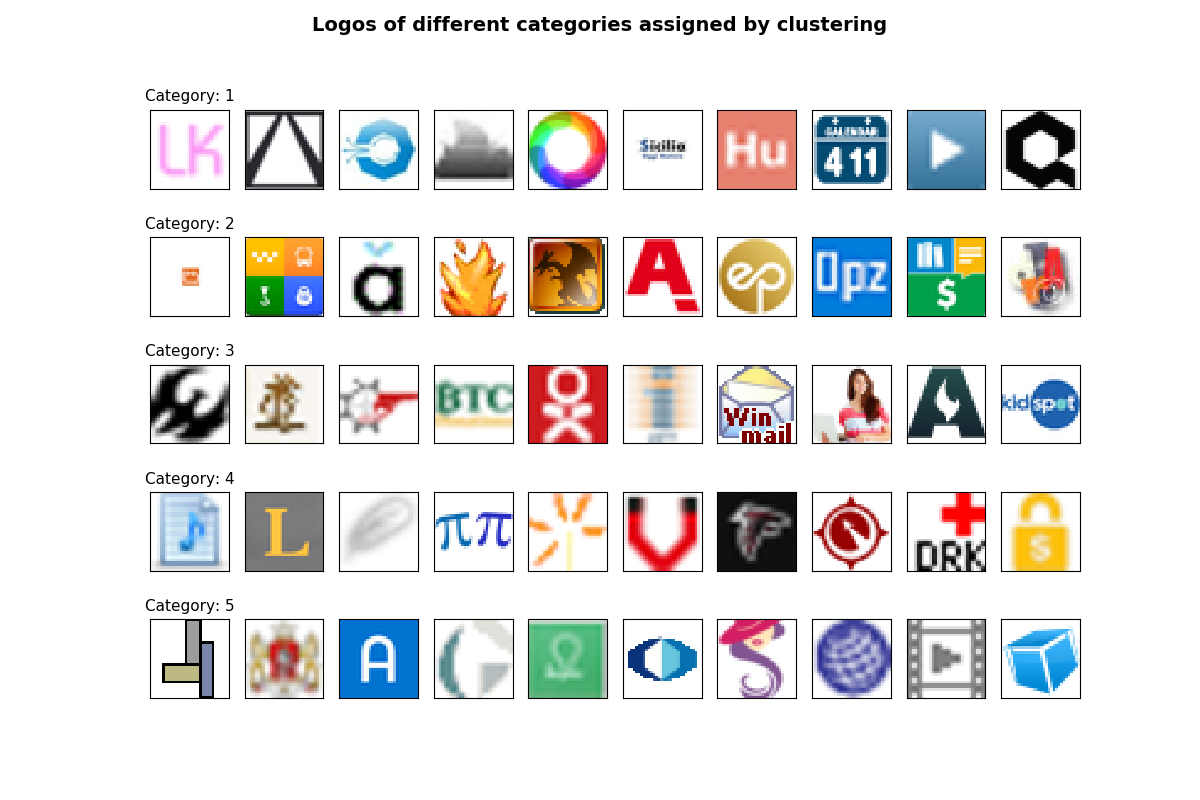 Logos of different categories assigned by clustering
Category: 1
LK
Sicilia
Hu
CALENDAR
411
Category: 2
ă
A
ep
Opz
$
A
Category: 3
BTC
Win
mail
A
kidspot
Category: 4
L
ππ
V
DRK
$
Category: 5
A